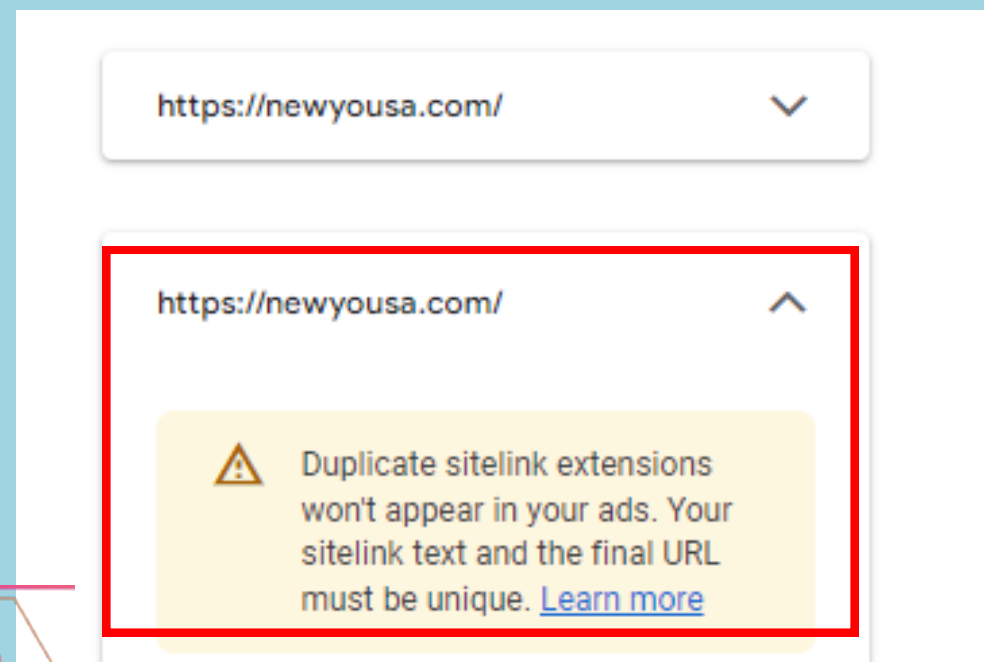 https://newyousa.com/
https://newyousa.com/
Duplicate sitelink extensions
won't appear in your ads. Your
sitelink text and the final URL
must be unique. Learn more